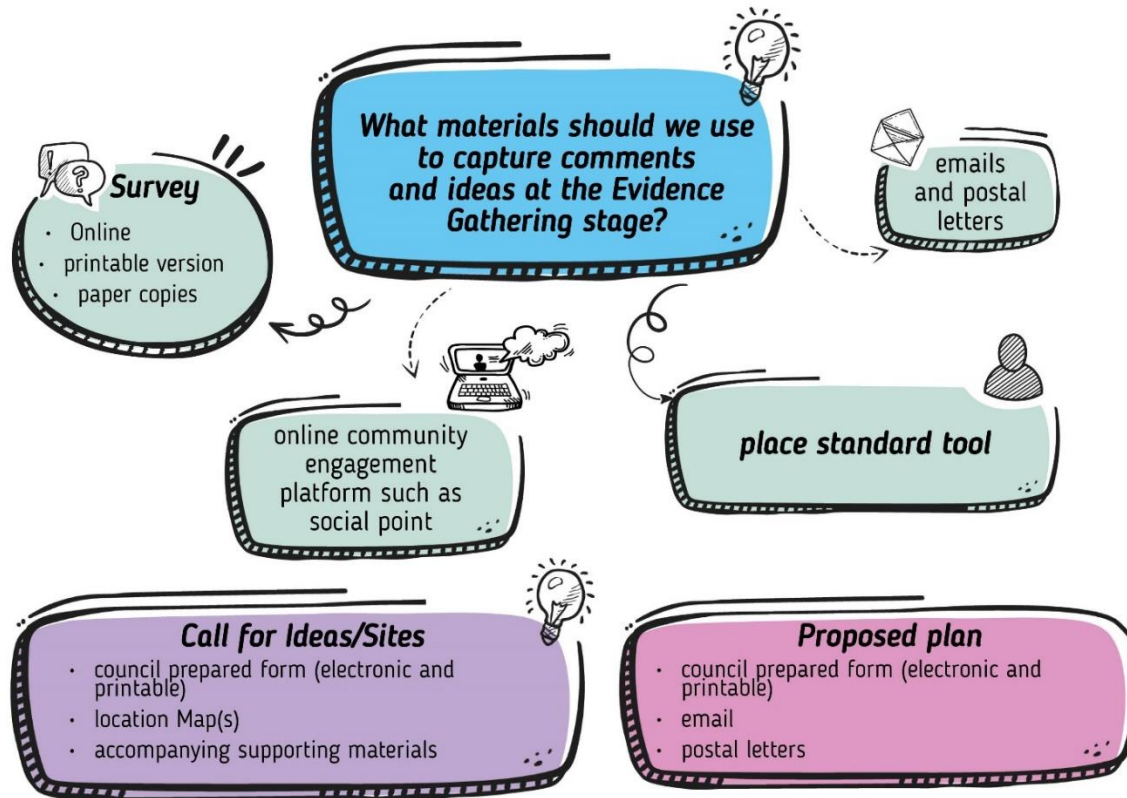 What materials should we use
to capture comments
and ideas at the Evidence
Gathering stage?
Survey
· Online
· printable version
· paper copies
emails
and postal
letters
online community
engagement
platform such as
social point
place standard tool
Call for Ideas/Sites
· council prepared form (electronic and
printable)
· location Map(s)
· accompanying supporting materials
Proposed plan
· council prepared form (electronic and
printable)
· email
· postal letters